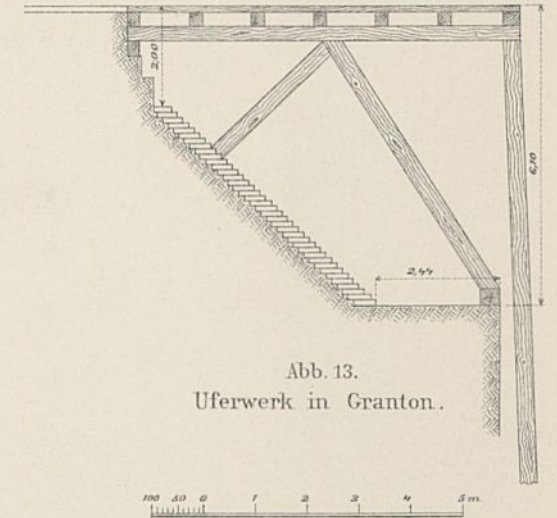 2,00
6,10
2,44
Abb. 13.
Uferwerk in Granton.
100 50 0 1 2 3 4 5 m.